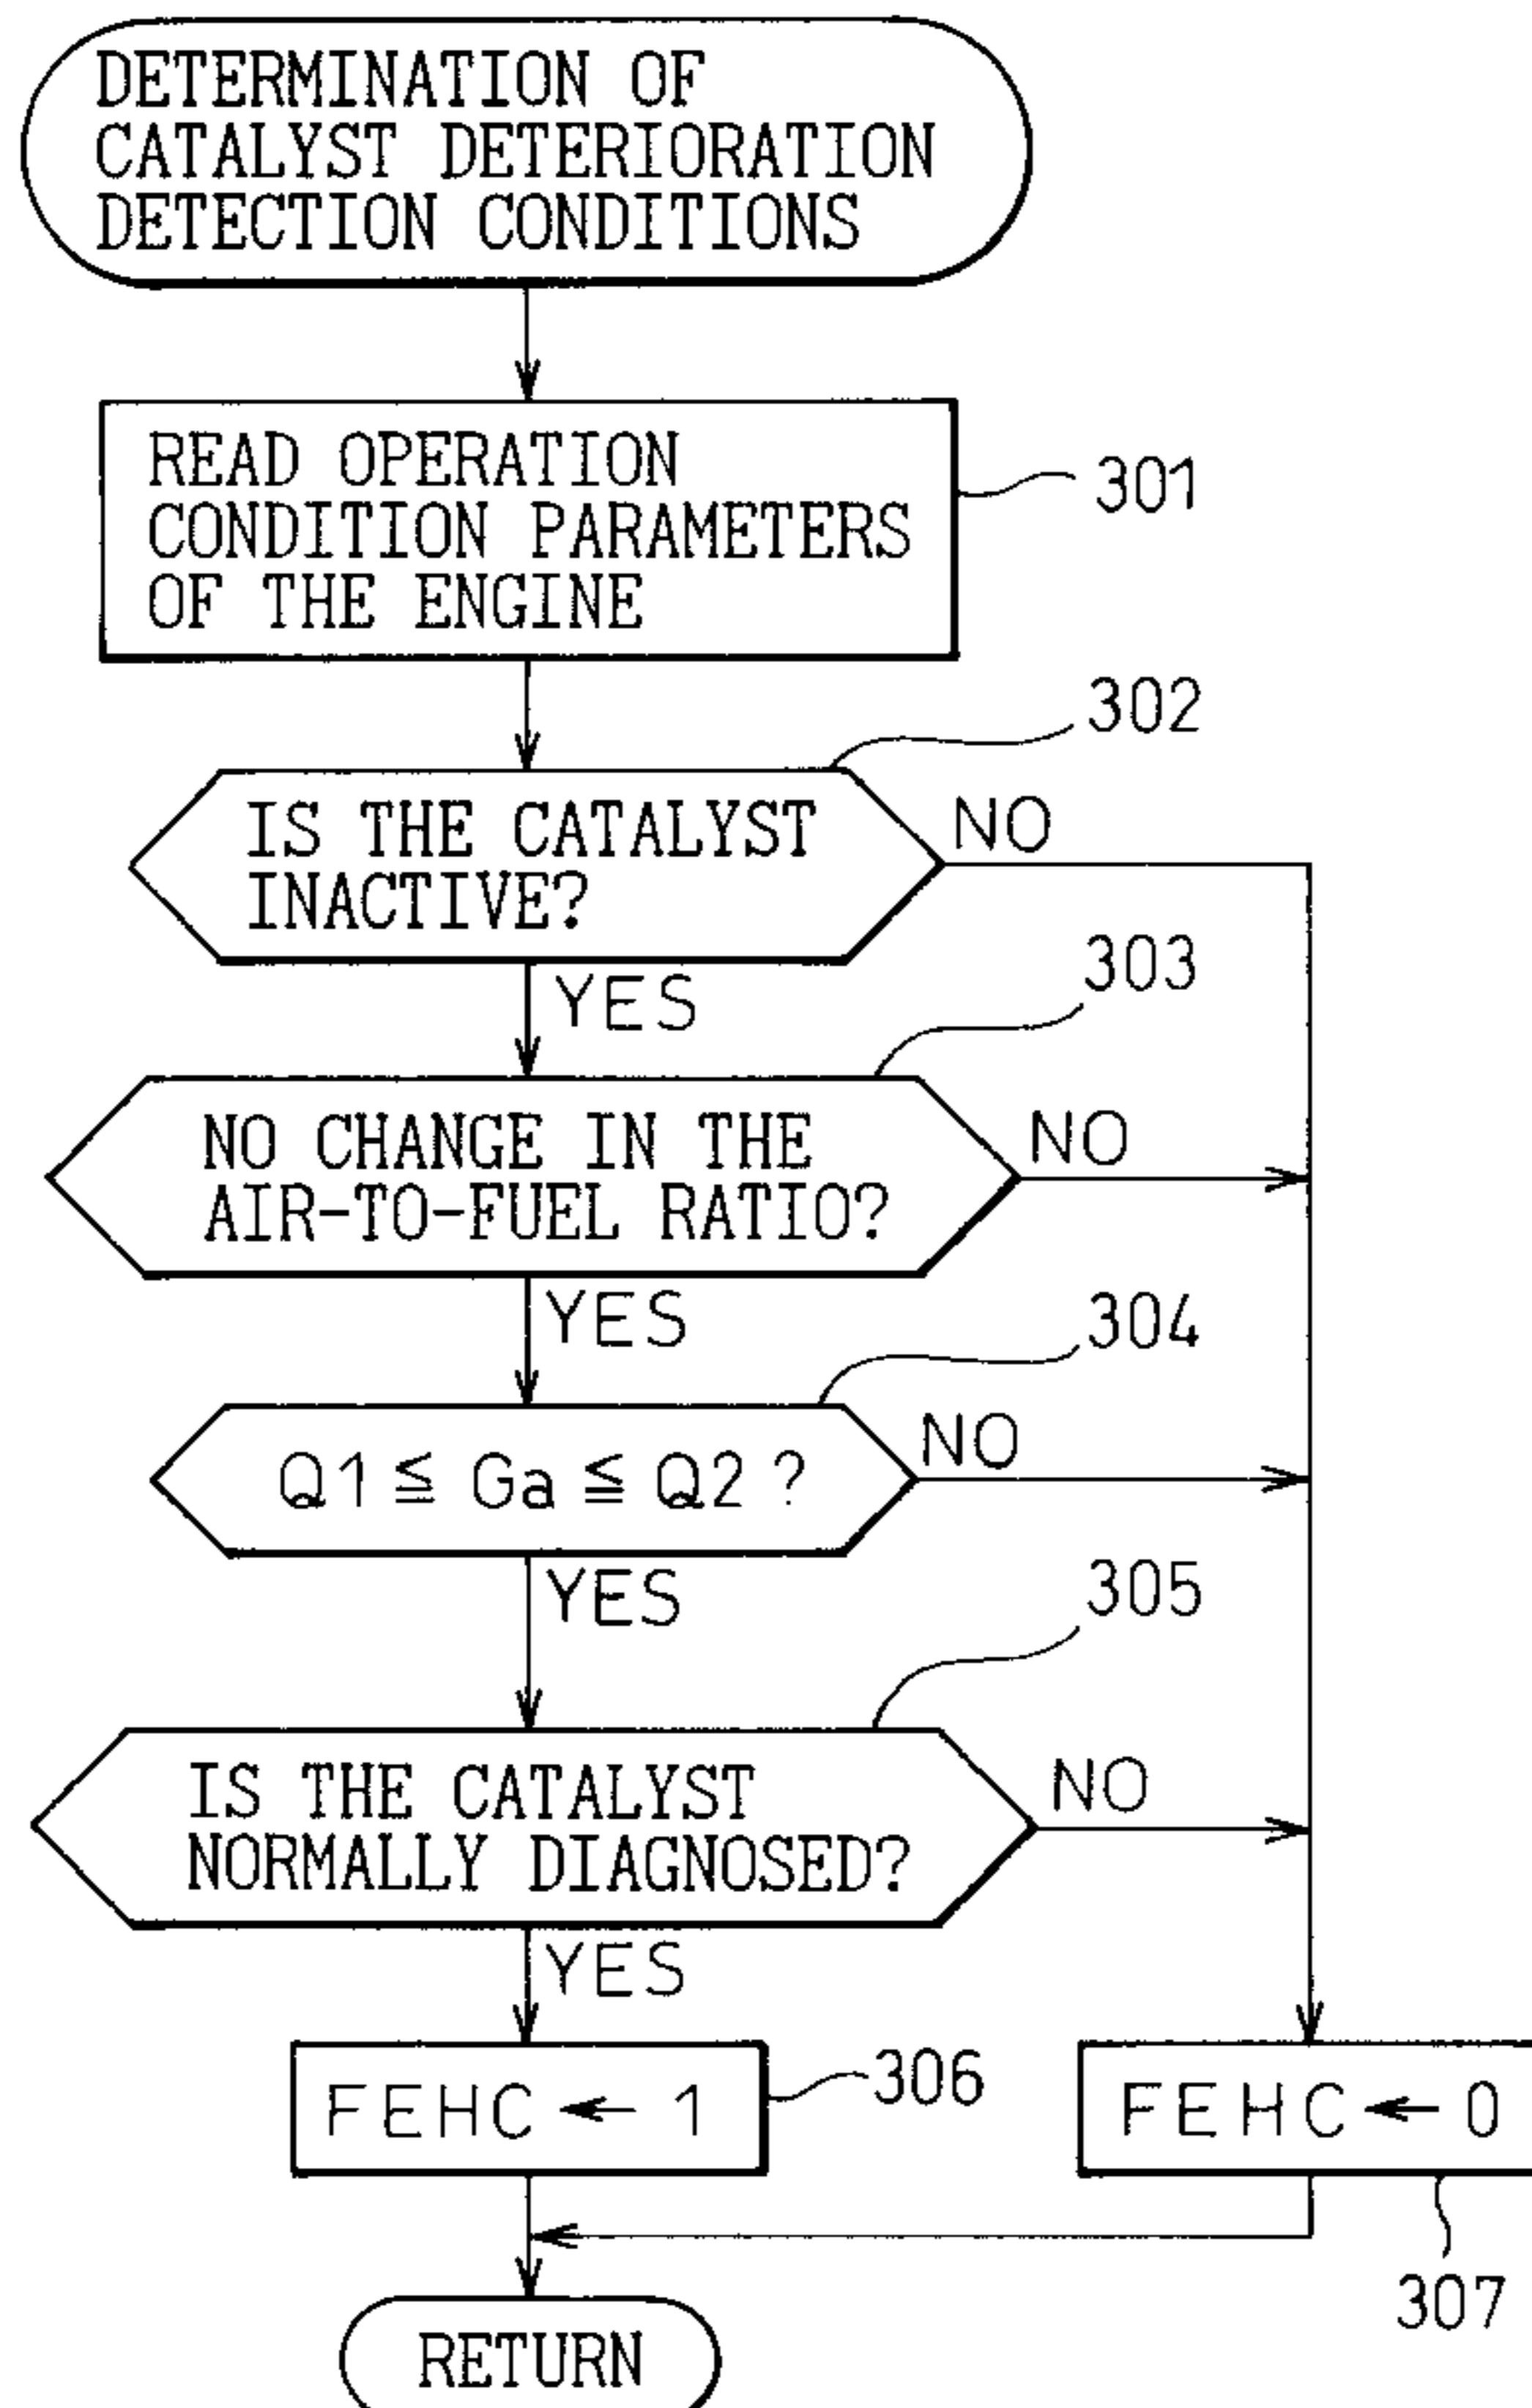 DETERMINATION OF
CATALYST DETERIORATION
DETECTION CONDITIONS
READ OPERATION
CONDITION PARAMETERS
OF THE ENGINE
301
302
IS THE CATALYST
INACTIVE?
NO
YES
303
NO CHANGE IN THE
AIR-TO-FUEL RATIO?
NO
YES
304
Q1 ≦ Ga ≦ Q2 ?
NO
YES
305
IS THE CATALYST
NORMALLY DIAGNOSED?
NO
YES
FEHC ← 1
306
FEHC ← 0
307
RETURN